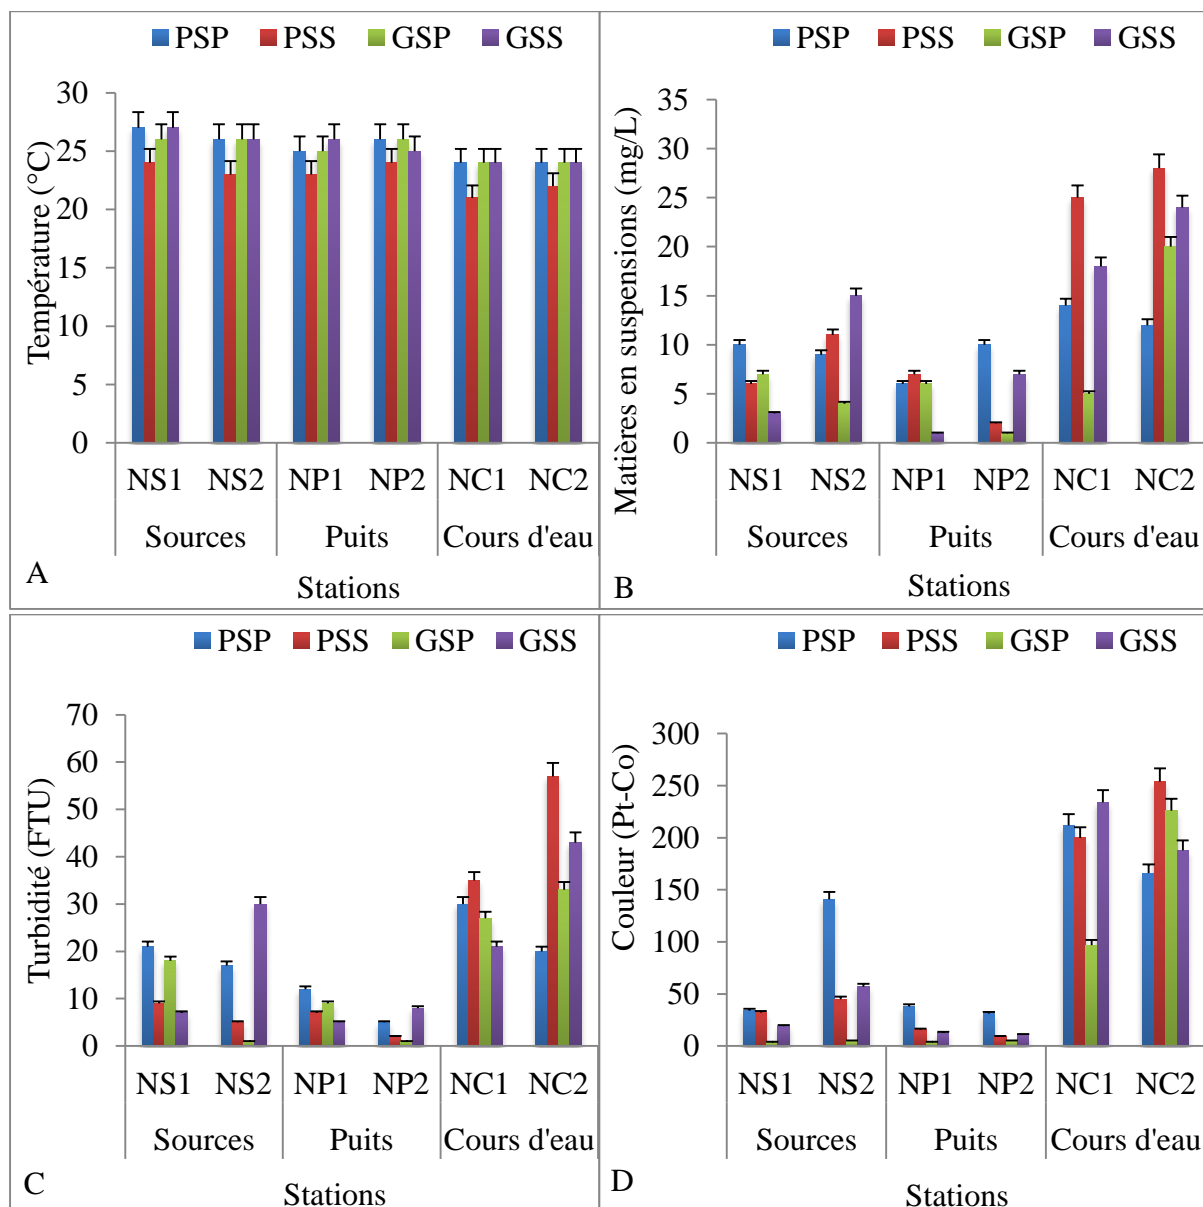 PSP PSS GSP GSS
Température (°C)
30
25
20
15
10
5
0
NS1 NS2 NP1 NP2 NC1 NC2
Sources Puits Cours d'eau
Stations
A
PSP PSS GSP GSS
Matières en suspensions (mg/L)
35
30
25
20
15
10
5
0
NS1 NS2 NP1 NP2 NC1 NC2
Sources Puits Cours d'eau
Stations
B
PSP PSS GSP GSS
Turbidité (FTU)
70
60
50
40
30
20
10
0
NS1 NS2 NP1 NP2 NC1 NC2
Sources Puits Cours d'eau
Stations
C
PSP PSS GSP GSS
Couleur (Pt-Co)
300
250
200
150
100
50
0
NS1 NS2 NP1 NP2 NC1 NC2
Sources Puits Cours d'eau
Stations
D